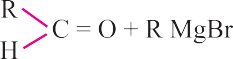 R
C = O + R MgBr
H